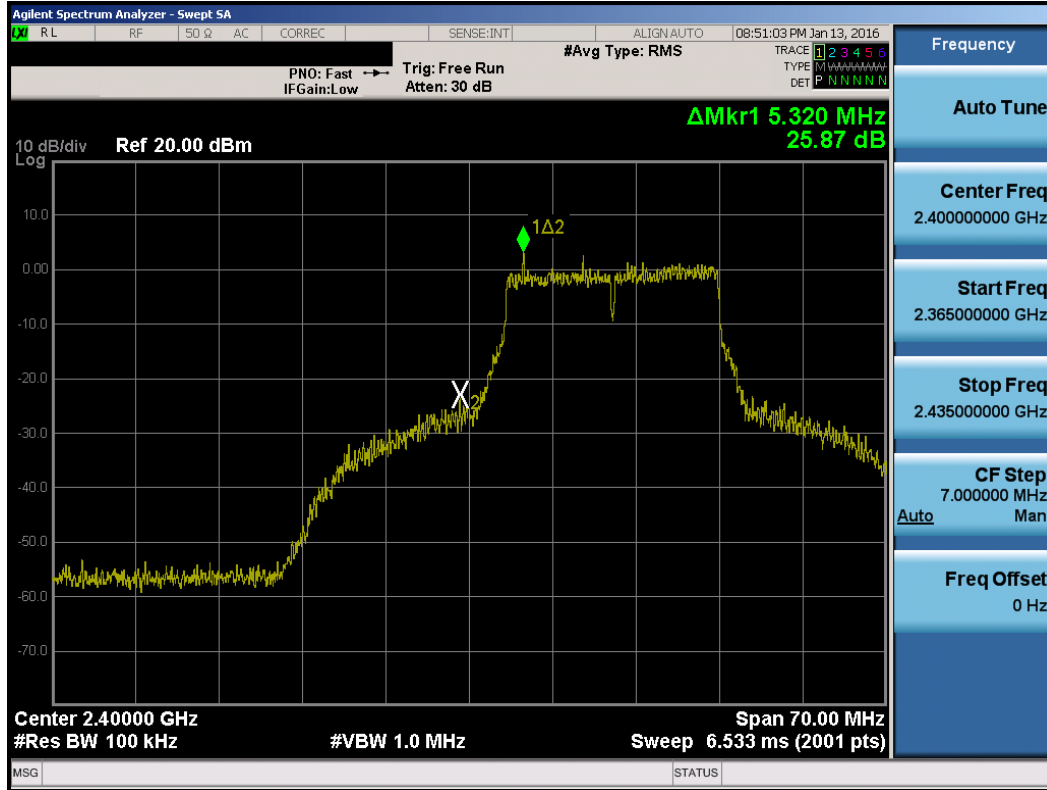 Agilent Spectrum Analyzer - Swept SA
LXI RL RF 50 Ω AC CORREC SENSE:INT ALIGN AUTO 08:51:03 PM Jan 13, 2016
#Avg Type: RMS
TRACE 1 2 3 4 5 6
TYPE M WWWWW
DET P N N N N N
PNO: Fast
IFGain:Low
Trig: Free Run
Atten: 30 dB
ΔMkr1 5.320 MHz
25.87 dB
10 dB/div Ref 20.00 dBm
Log
10.0
0.00
-10.0
-20.0
-30.0
-40.0
-50.0
-60.0
-70.0
1Δ2
X2
Center 2.40000 GHz Span 70.00 MHz
#Res BW 100 kHz #VBW 1.0 MHz Sweep 6.533 ms (2001 pts)
MSG STATUS
Frequency
Auto Tune
Center Freq
2.400000000 GHz
Start Freq
2.365000000 GHz
Stop Freq
2.435000000 GHz
CF Step
7.000000 MHz
Auto Man
Freq Offset
0 Hz